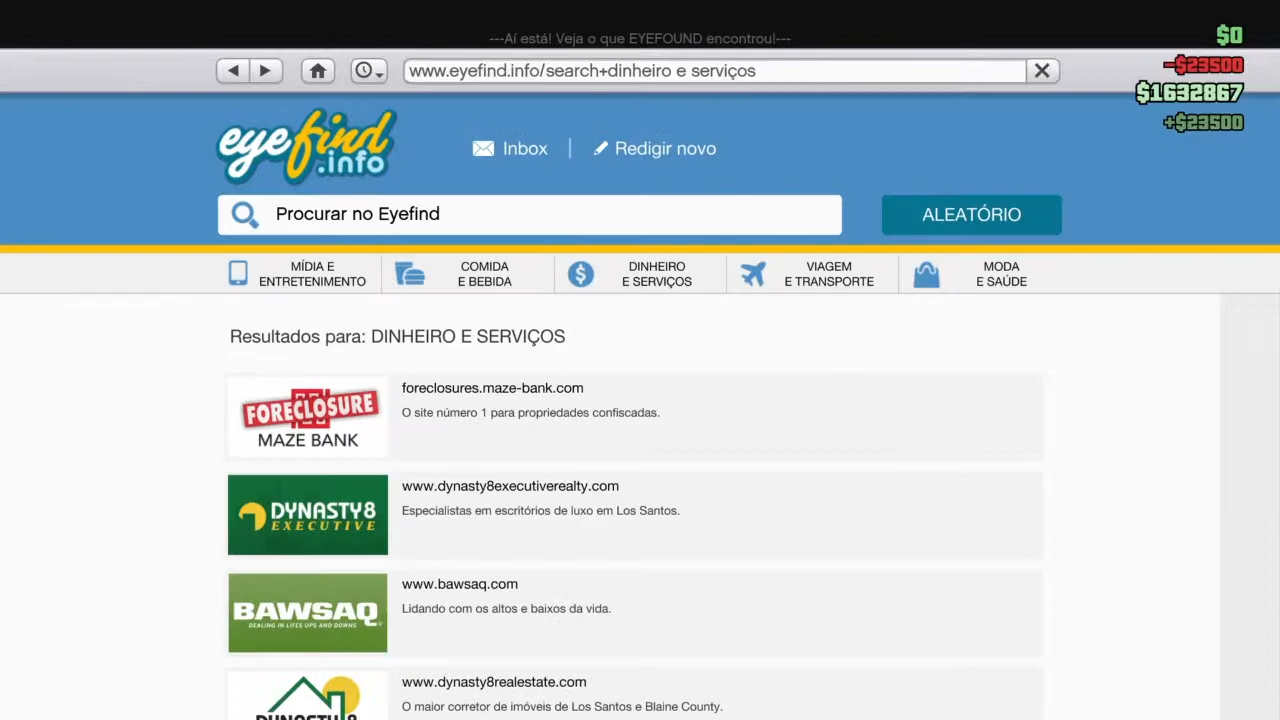 ---Aí está! Veja o que EYEFOUND encontrou!---
$0
-$23500
$1632867
+$23500
www.eyefind.info/search+dinheiro e serviços
eyefind
.info
Inbox
Redigir novo
Procurar no Eyefind
ALEATÓRIO
MÍDIA E
ENTRETENIMENTO
COMIDA
E BEBIDA
DINHEIRO
E SERVIÇOS
VIAGEM
E TRANSPORTE
MODA
E SAÚDE
Resultados para: DINHEIRO E SERVIÇOS
FORECLOSURE
MAZE BANK
foreclosures.maze-bank.com
O site número 1 para propriedades confiscadas.
DYNASTY8
EXECUTIVE
www.dynasty8executiverealty.com
Especialistas em escritórios de luxo em Los Santos.
BAWSAQ
DEALING IN LIFES UPS AND DOWNS
www.bawsaq.com
Lidando com os altos e baixos da vida.
DYNASTY 8
www.dynasty8realestate.com
O maior corretor de imóveis de Los Santos e Blaine County.